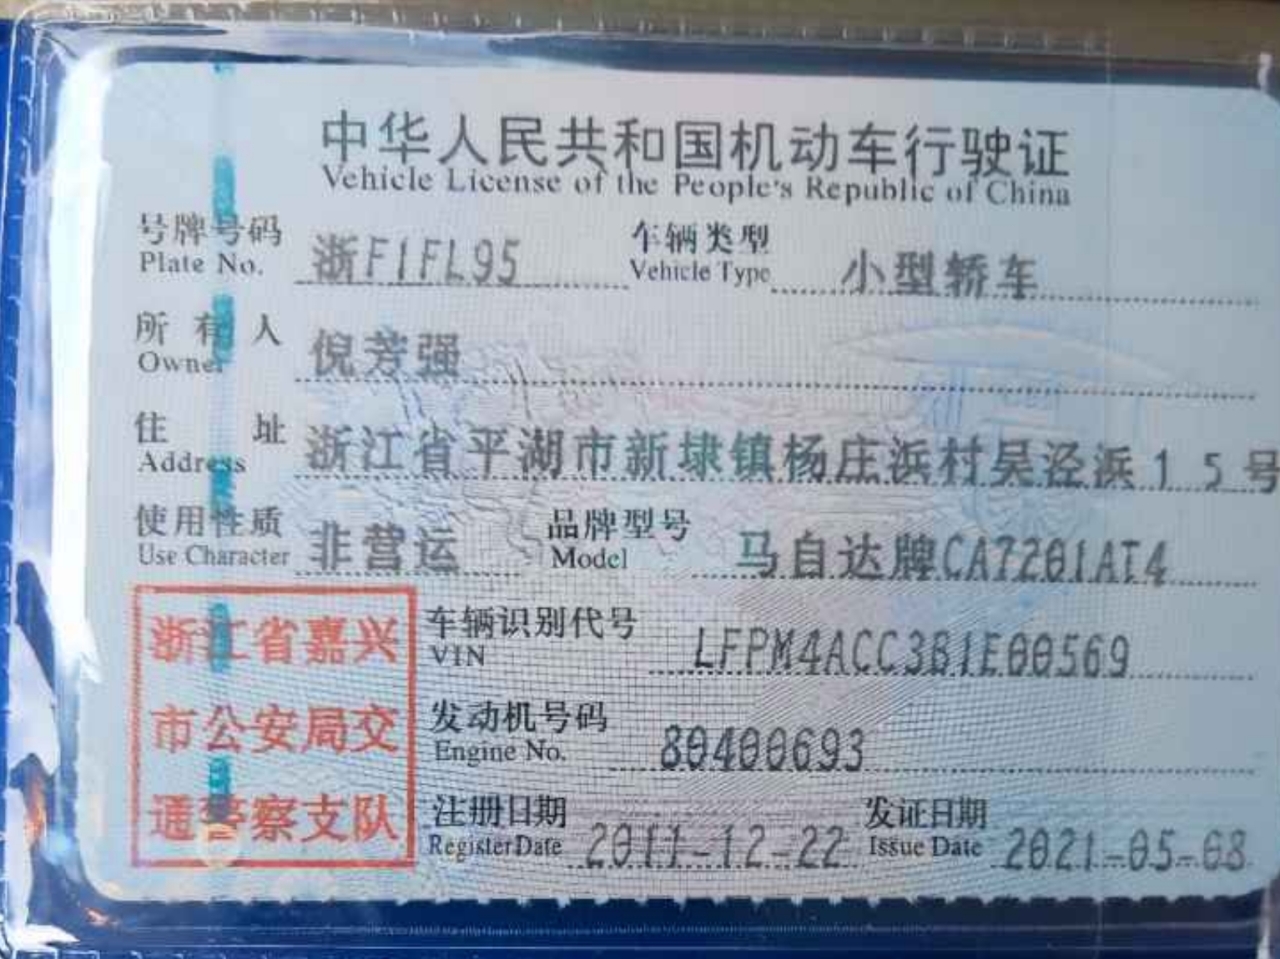 中华人民共和国机动车行驶证
Vehicle License of the People's Republic of China
号牌号码 浙F1FL95 车辆类型 小型轿车
Plate No. Vehicle Type
所有人 倪芳强
Owner
住址 浙江省平湖市新埭镇杨庄浜村吴泾浜15号
Address
使用性质 非营运 品牌型号 马自达牌CA7201AT4
Use Character Model
浙江省嘉兴
市公安局交
通警察支队
车辆识别代号 LFPM4ACC3B1E00569
VIN
发动机号码 80400693
Engine No.
注册日期 2011-12-22 发证日期 2021-05-08
Register Date Issue Date